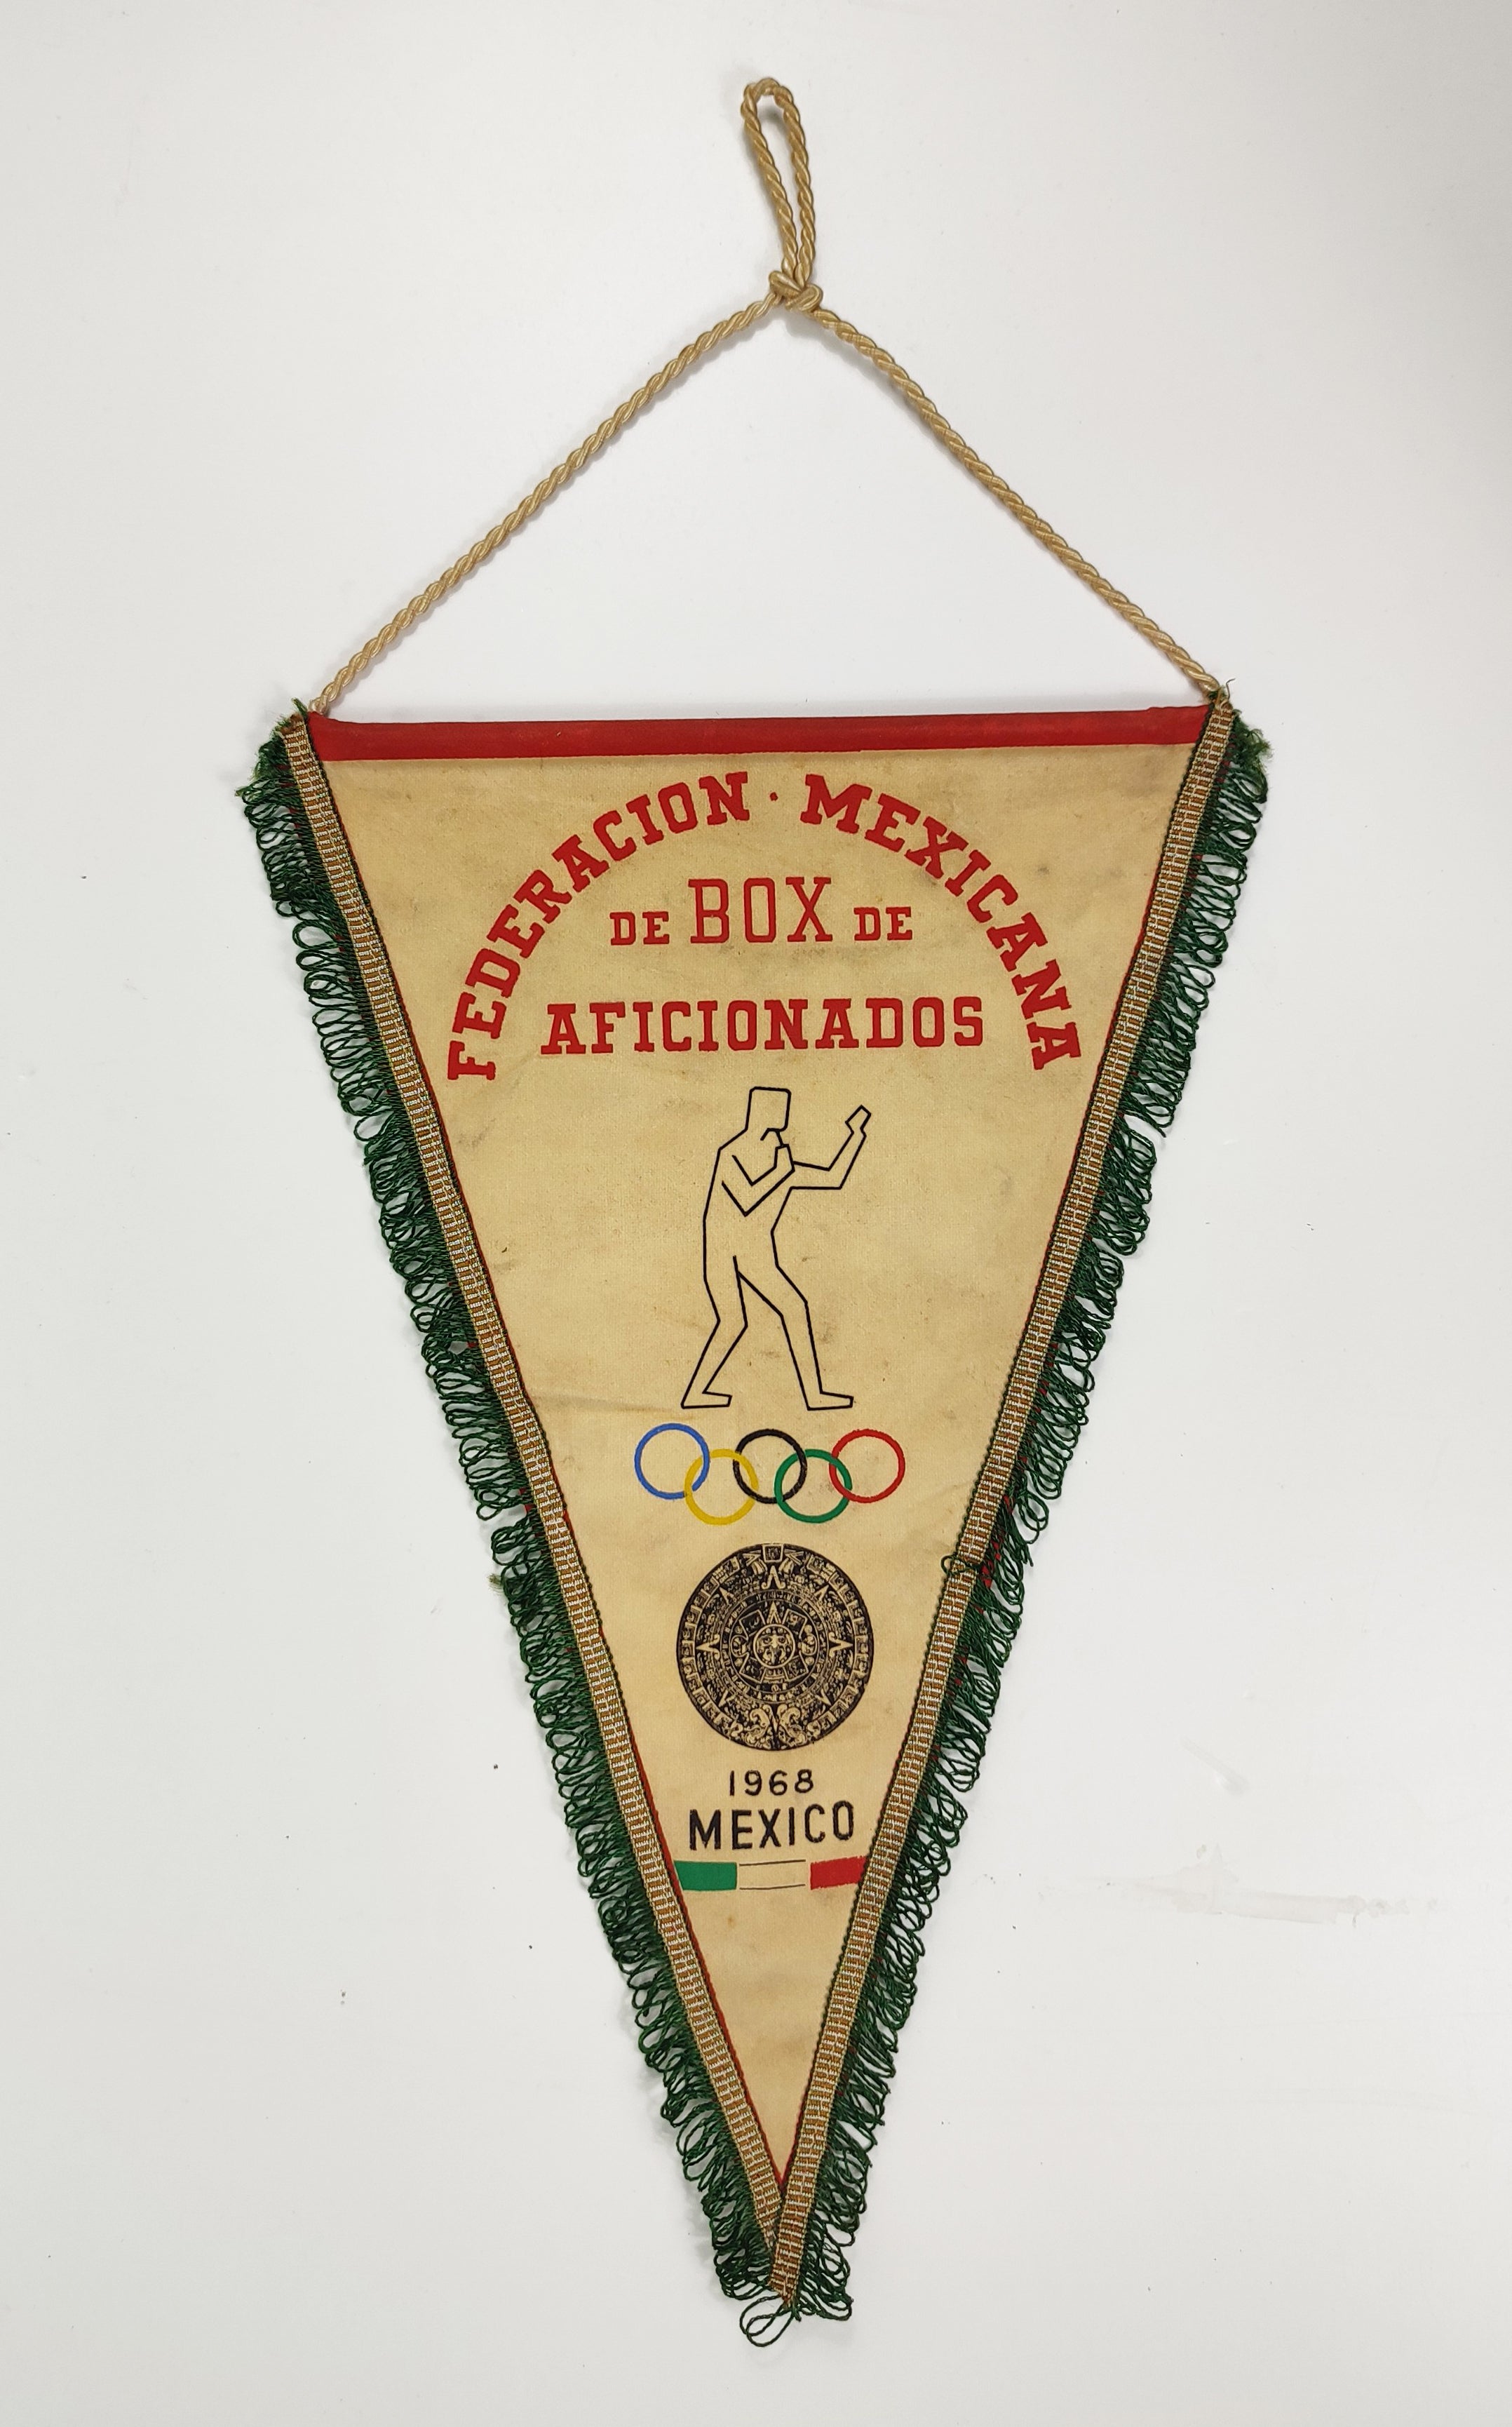 FEDERACION · MEXICANA
DE BOX DE
AFICIONADOS
1968
MEXICO